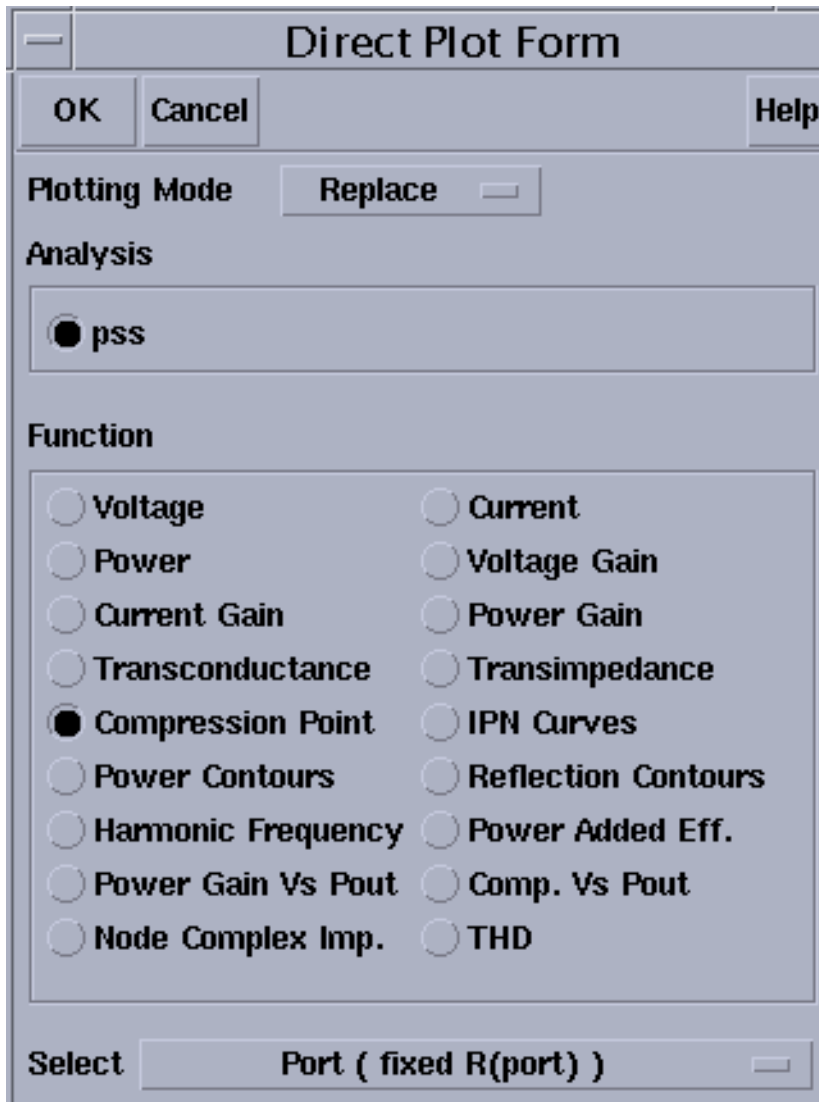 Direct Plot Form
OK Cancel Help
Plotting Mode Replace
Analysis
pss
Function
Voltage Current
Power Voltage Gain
Current Gain Power Gain
Transconductance Transimpedance
Compression Point IPN Curves
Power Contours Reflection Contours
Harmonic Frequency Power Added Eff.
Power Gain Vs Pout Comp. Vs Pout
Node Complex Imp. THD
Select Port ( fixed R(port) )